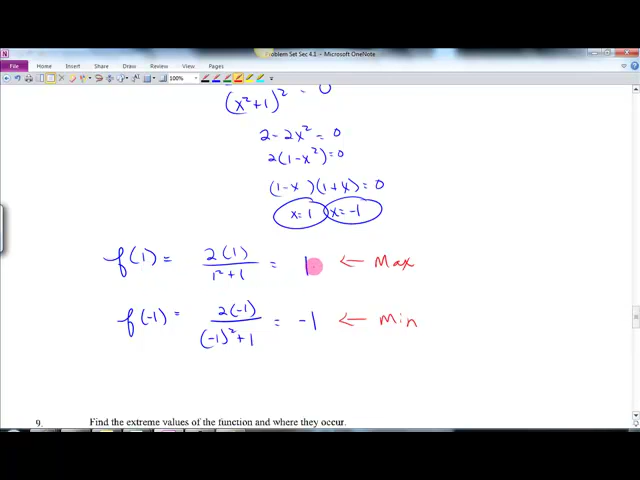 Problem Set Sec 4.1 - Microsoft OneNote
File Home Insert Share Draw Review View
100%
(x²+1)² = 0
2 - 2x² = 0
2(1-x²) = 0
(1-x)(1+x) = 0
x=1 x=-1
f(1) = 2(1) / 1²+1 = 1 ← Max
f(-1) = 2(-1) / (-1)²+1 = -1 ← Min
9. Find the extreme values of the function and where they occur.